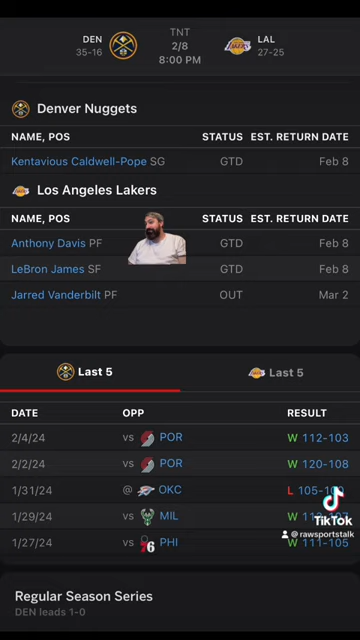 DEN
35-16
TNT
2/8
8:00 PM
LAL
27-25
Denver Nuggets
NAME, POS STATUS EST. RETURN DATE
Kentavious Caldwell-Pope SG GTD Feb 8
Los Angeles Lakers
NAME, POS STATUS EST. RETURN DATE
Anthony Davis PF GTD Feb 8
LeBron James SF GTD Feb 8
Jarred Vanderbilt PF OUT Mar 2
Last 5 Last 5
DATE OPP RESULT
2/4/24 vs POR W 112-103
2/2/24 vs POR W 120-108
1/31/24 @ OKC L
1/29/24 vs MIL W
1/27/24 vs PHI W 111-105
TikTok
@ rawsportstalk
Regular Season Series
DEN leads 1-0